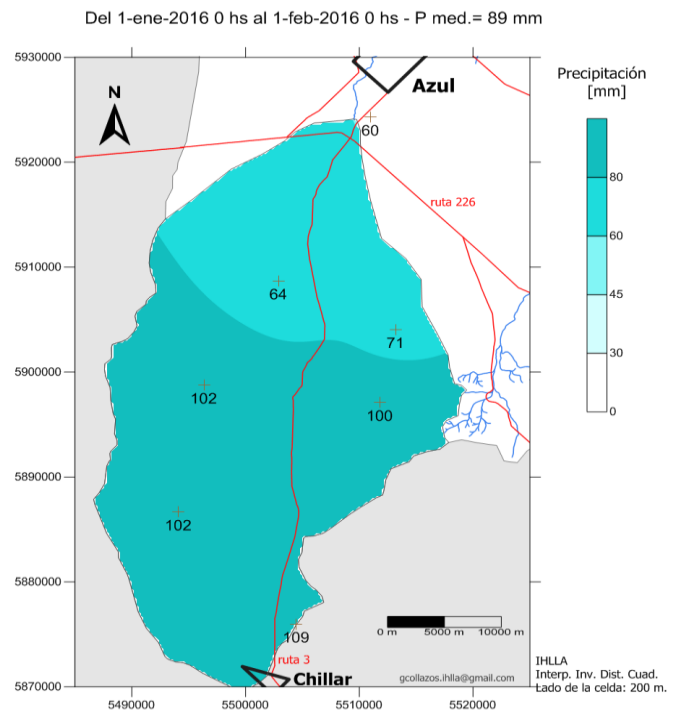 Del 1-ene-2016 0 hs al 1-feb-2016 0 hs - P med.= 89 mm
5930000
5920000
5910000
5900000
5890000
5880000
5870000
5490000
5500000
5510000
5520000
N
Azul
60
ruta 226
64
71
102
100
102
109
ruta 3
Chillar
0 m
5000 m
10000 m
gcollazos.ihlla@gmail.com
Precipitación
[mm]
80
60
45
30
0
IHLLA
Interp. Inv. Dist. Cuad.
Lado de la celda: 200 m.